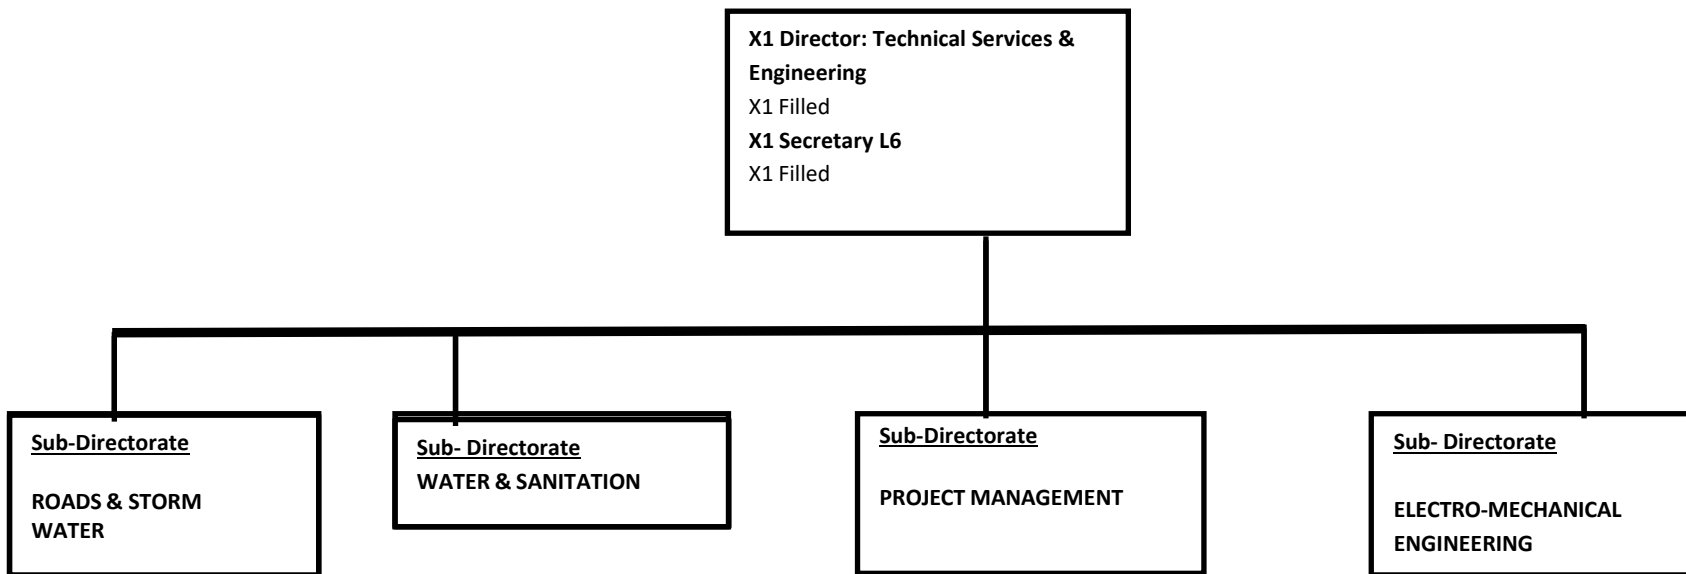 X1 Director: Technical Services &
Engineering
X1 Filled
X1 Secretary L6
X1 Filled
Sub-Directorate
ROADS & STORM
WATER
Sub- Directorate
WATER & SANITATION
Sub-Directorate
PROJECT MANAGEMENT
Sub- Directorate
ELECTRO-MECHANICAL
ENGINEERING